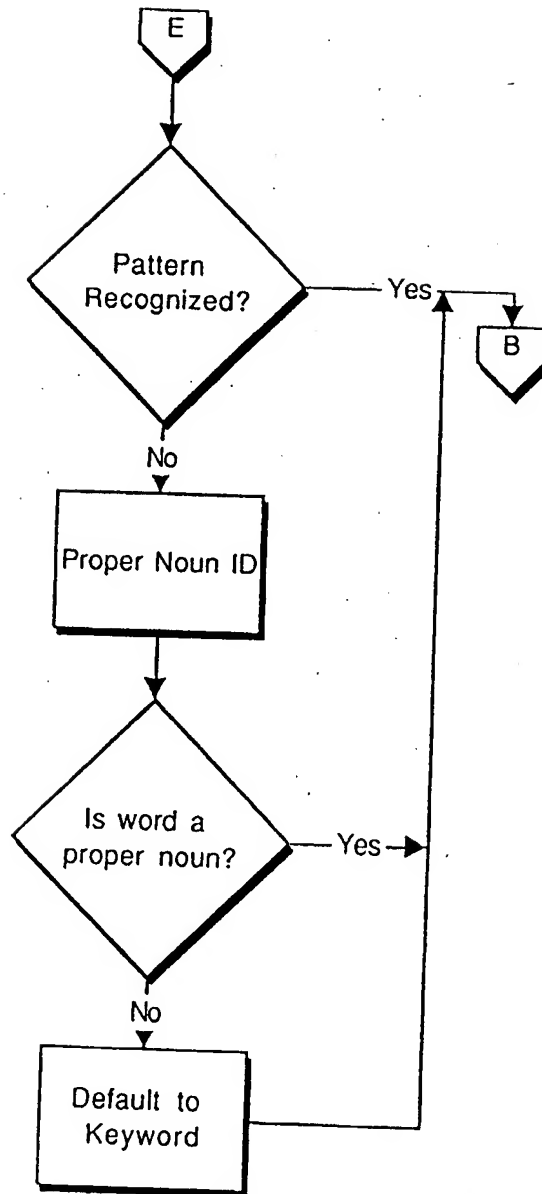 E
Pattern
Recognized?
Yes
B
No
Proper Noun ID
Is word a
proper noun?
Yes
No
Default to
Keyword